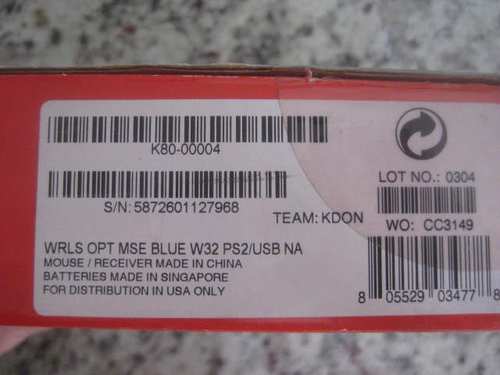 K80-00004
LOT NO.: 0304
S/N: 5872601127968
TEAM: KDON
WO: CC3149
WRLS OPT MSE BLUE W32 PS2/USB NA
MOUSE / RECEIVER MADE IN CHINA
BATTERIES MADE IN SINGAPORE
FOR DISTRIBUTION IN USA ONLY
8 05529 03477 8